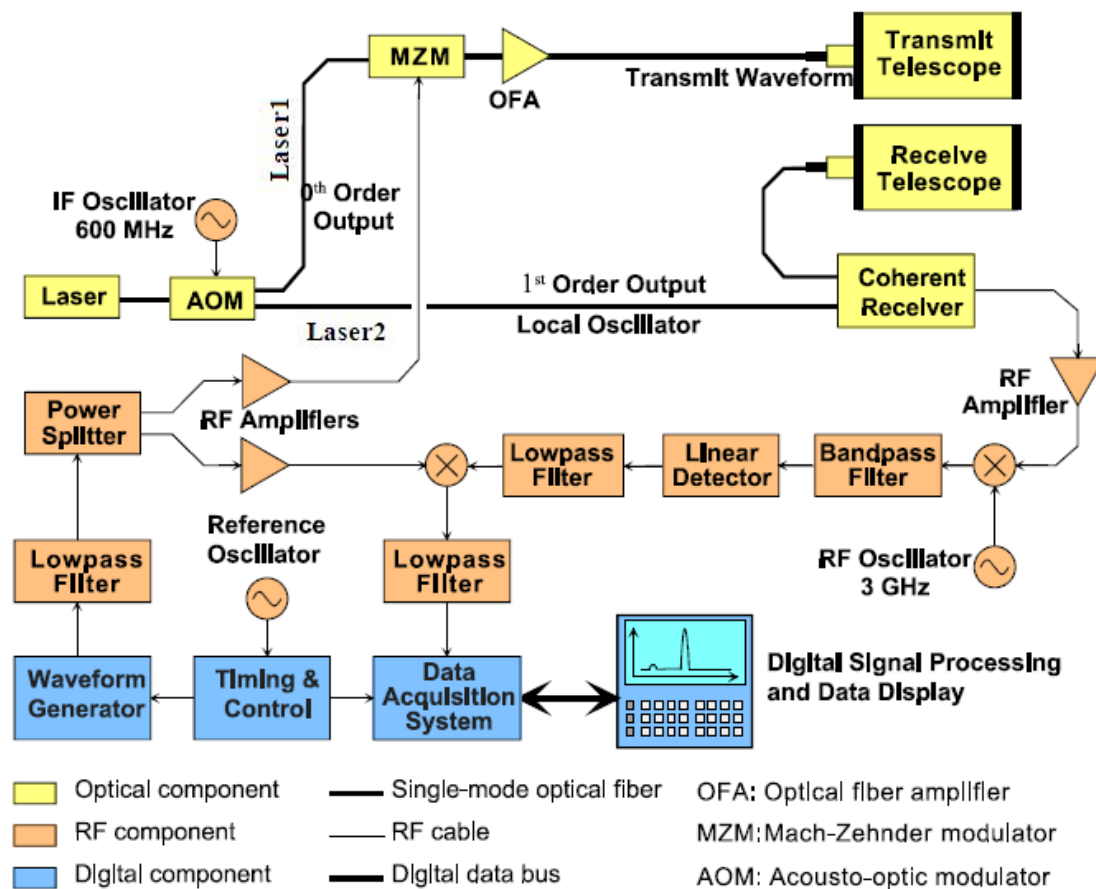 MZM
OFA
Transmit Waveform
Transmit
Telescope
Receive
Telescope
Laser1
0th Order
Output
IF Oscillator
600 MHz
Laser
AOM
1st Order Output
Local Oscillator
Laser2
Coherent
Receiver
RF
Amplifier
Power
Splitter
RF Amplifiers
Lowpass
Filter
Linear
Detector
Bandpass
Filter
Reference
Oscillator
RF Oscillator
3 GHz
Lowpass
Filter
Lowpass
Filter
Waveform
Generator
Timing &
Control
Data
Acquisition
System
Digital Signal Processing
and Data Display
Optical component
Single-mode optical fiber
OFA: Optical fiber amplifier
RF component
RF cable
MZM: Mach-Zehnder modulator
Digital component
Digital data bus
AOM: Acousto-optic modulator